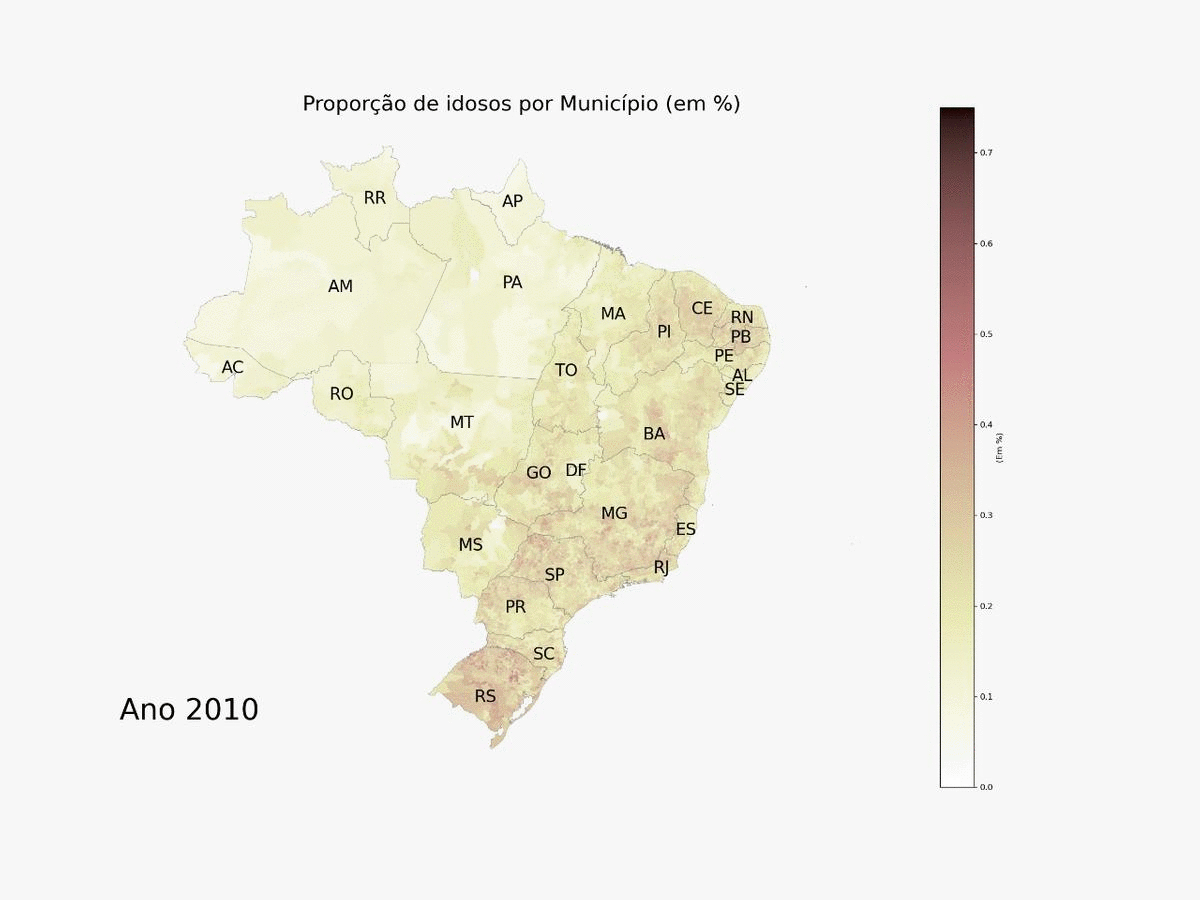 Proporção de idosos por Município (em %)
RR
AP
AM
PA
MA
CE
RN
PI
PB
PE
AC
TO
AL
SE
RO
MT
BA
GO
DF
MG
ES
MS
RJ
SP
PR
SC
RS
Ano 2010
0.7
0.6
0.5
0.4
(Em %)
0.3
0.2
0.1
0.0